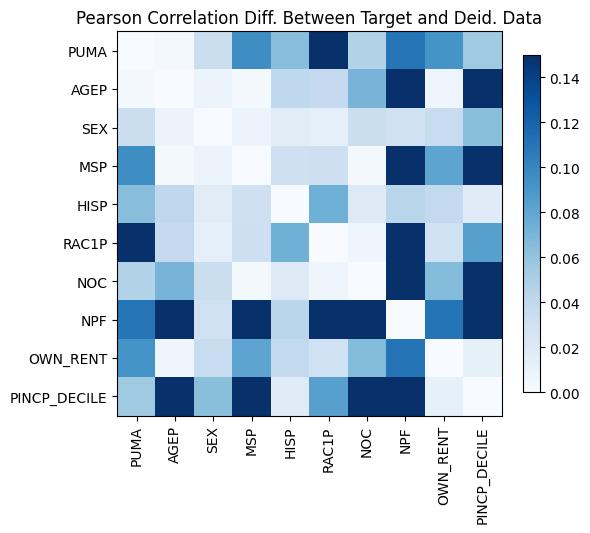 Pearson Correlation Diff. Between Target and Deid. Data
PUMA
AGEP
SEX
MSP
HISP
RAC1P
NOC
NPF
OWN_RENT
PINCP_DECILE
PUMA
AGEP
SEX
MSP
HISP
RAC1P
NOC
NPF
OWN_RENT
PINCP_DECILE
0.14
0.12
0.10
0.08
0.06
0.04
0.02
0.00